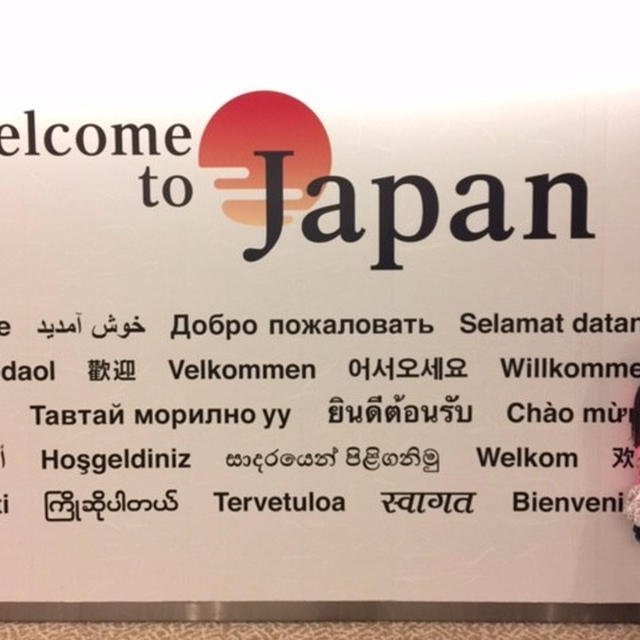 elcome
to Japan
e خوش آمدید Добро пожаловать Selamat datan
daol 歡迎 Velkommen 어서오세요 Willkomme
Тавтай морилно уу ยินดีต้อนรับ Chào mừn
Hoşgeldiniz සාදරයෙන් පිළිගනිමු Welkom 欢
i ကြိုဆိုပါတယ် Tervetuloa स्वागत Bienveni